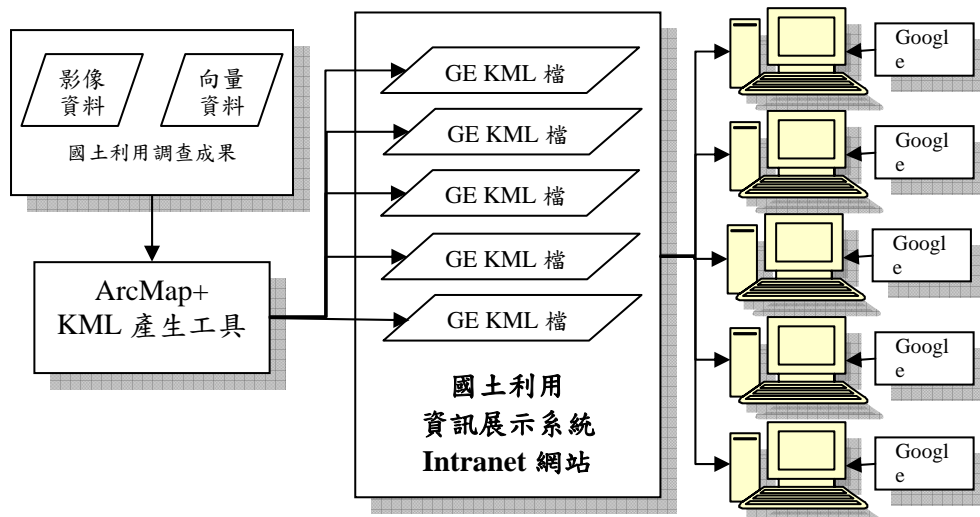 影像
資料
向量
資料
國土利用調查成果
ArcMap+
KML 產生工具
GE KML 檔
GE KML 檔
GE KML 檔
GE KML 檔
GE KML 檔
國土利用
資訊展示系統
Intranet 網站
Googl
e
Googl
e
Googl
e
Googl
e
Googl
e